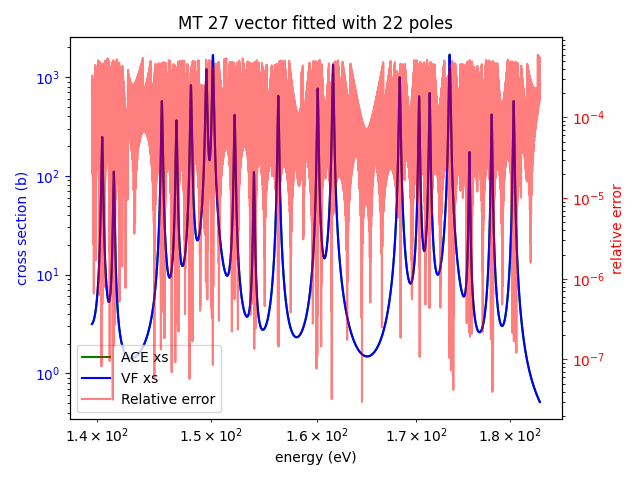 MT 27 vector fitted with 22 poles
cross section (b)
10³
10²
10¹
10⁰
10⁻⁴
10⁻⁵
10⁻⁶
10⁻⁷
relative error
ACE xs
VF xs
Relative error
1.4 × 10² 1.5 × 10² 1.6 × 10² 1.7 × 10² 1.8 × 10²
energy (eV)